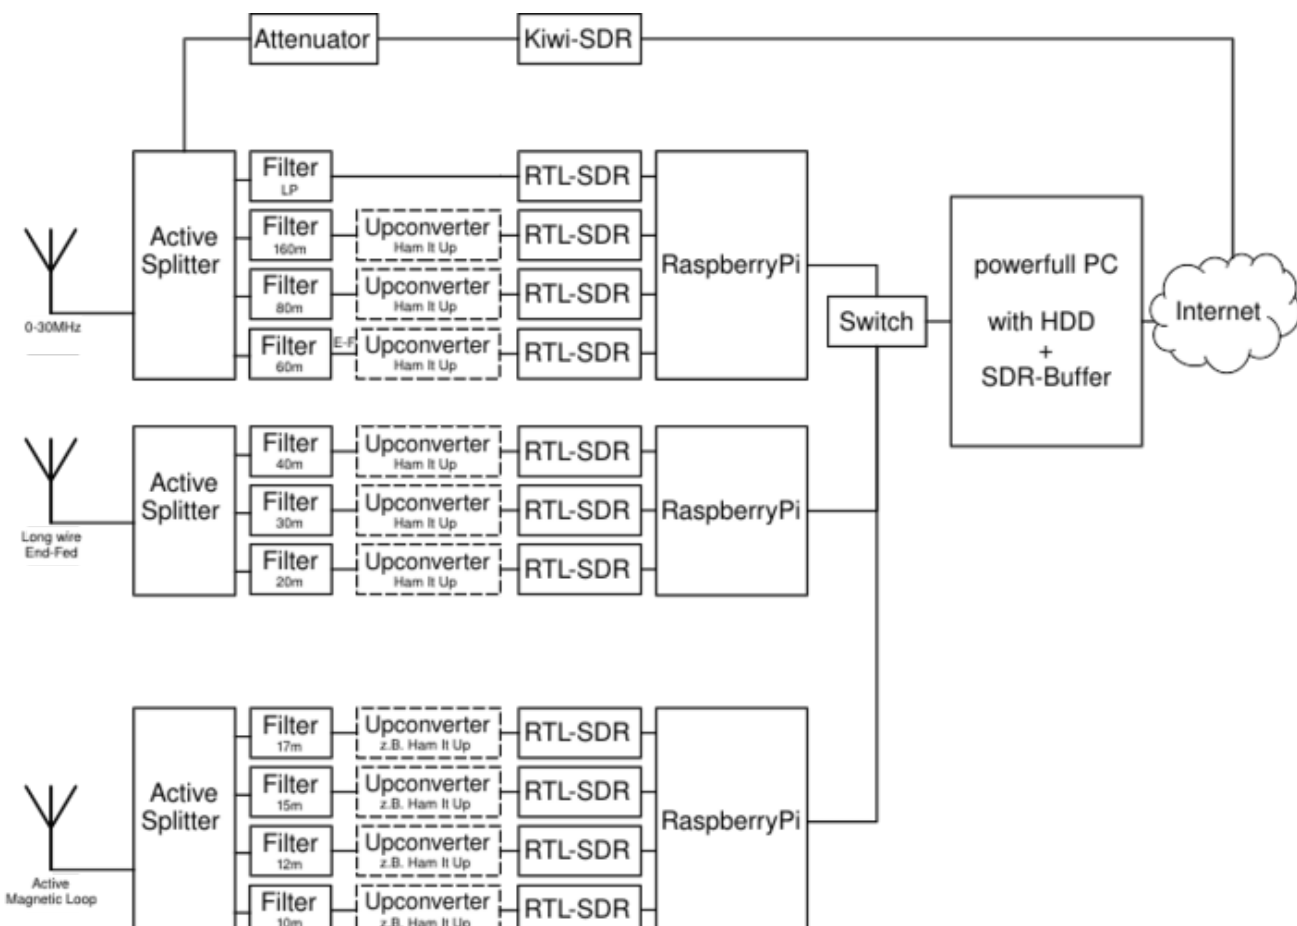 Attenuator
Kiwi-SDR
0-30MHz
Active
Splitter
Filter
LP
RTL-SDR
Filter
160m
Upconverter
Ham It Up
RTL-SDR
Filter
80m
Upconverter
Ham It Up
RTL-SDR
Filter
60m
E-F
Upconverter
Ham It Up
RTL-SDR
RaspberryPi
Switch
powerfull PC
with HDD
+
SDR-Buffer
Internet
Long wire
End-Fed
Active
Splitter
Filter
40m
Upconverter
Ham It Up
RTL-SDR
Filter
30m
Upconverter
Ham It Up
RTL-SDR
Filter
20m
Upconverter
Ham It Up
RTL-SDR
RaspberryPi
Active
Magnetic Loop
Active
Splitter
Filter
17m
Upconverter
z.B. Ham It Up
RTL-SDR
Filter
15m
Upconverter
z.B. Ham It Up
RTL-SDR
Filter
12m
Upconverter
z.B. Ham It Up
RTL-SDR
Filter
10m
Upconverter
z.B. Ham It Up
RTL-SDR
RaspberryPi